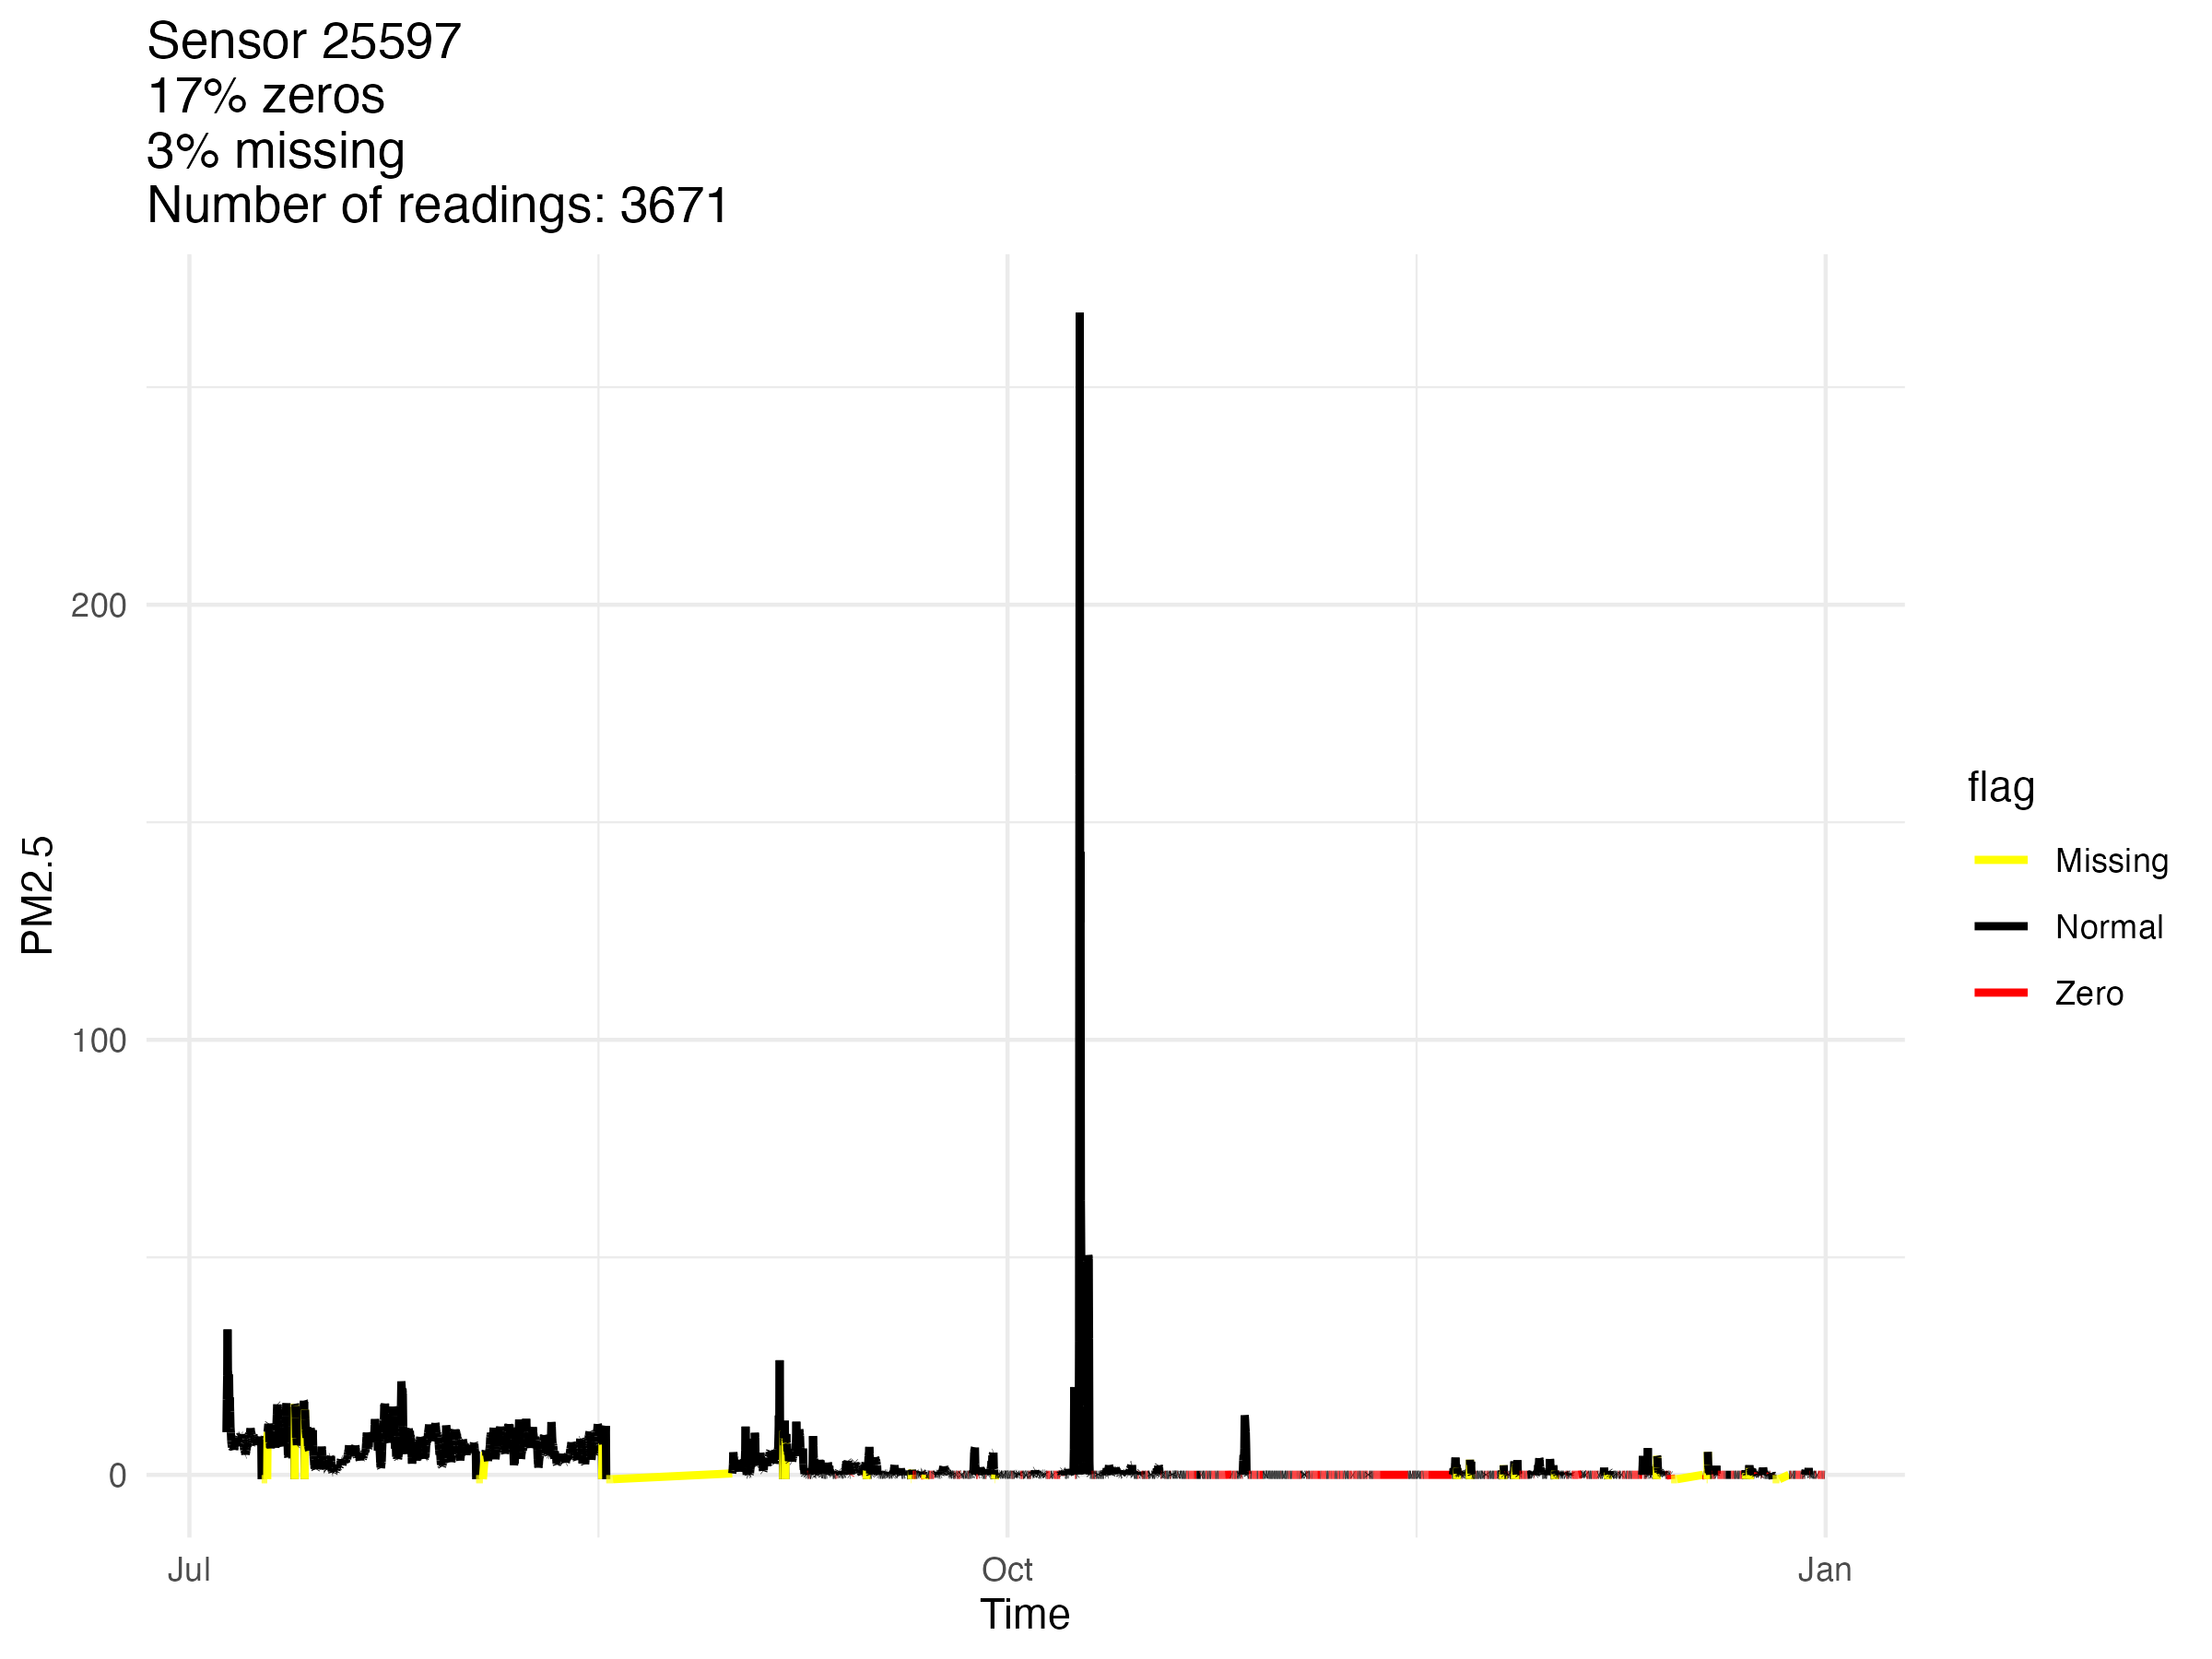 Sensor 25597
17% zeros
3% missing
Number of readings: 3671
PM2.5
200
100
0
Jul
Oct
Jan
Time
flag
Missing
Normal
Zero